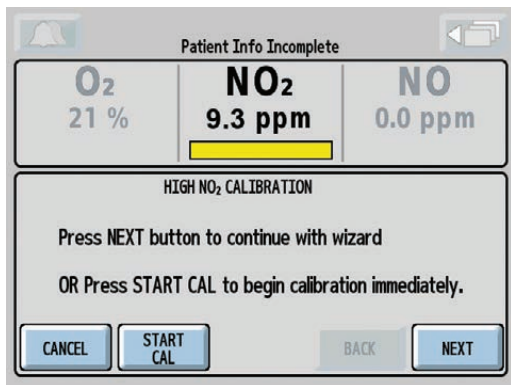 Patient Info Incomplete
O₂ NO₂ NO
21 % 9.3 ppm 0.0 ppm
HIGH NO₂ CALIBRATION
Press NEXT button to continue with wizard
OR Press START CAL to begin calibration immediately.
CANCEL START CAL BACK NEXT